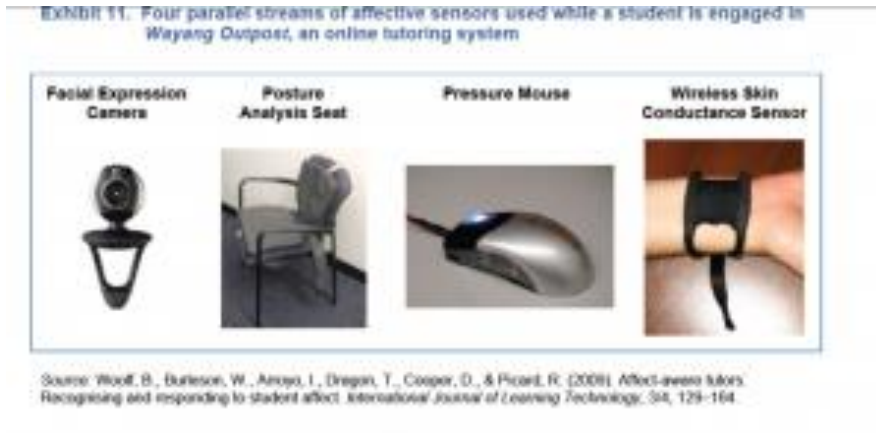 Exhibit 11. Four parallel streams of affective sensors used while a student is engaged in
Wayang Outpost, an online tutoring system
Facial Expression
Camera
Posture
Analysis Seat
Pressure Mouse
Wireless Skin
Conductance Sensor
Source: Woolf, B., Burleson, W., Arroyo, I., Dragon, T., Cooper, D., & Picard, R. (2009). Affect-aware tutors:
Recognising and responding to student affect. International Journal of Learning Technology, 3/4, 129–164